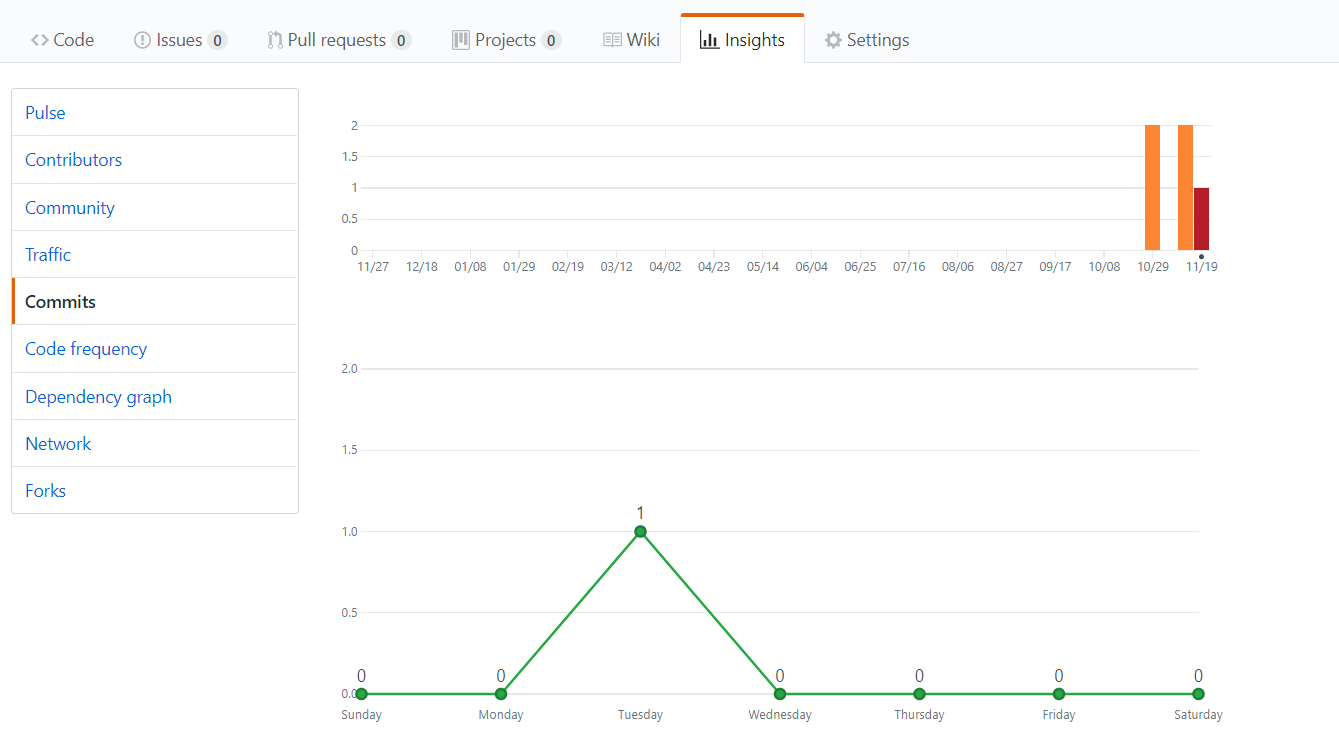 Code Issues 0 Pull requests 0 Projects 0 Wiki Insights Settings
Pulse
Contributors
Community
Traffic
Commits
Code frequency
Dependency graph
Network
Forks
2
1.5
1
0.5
0
11/27 12/18 01/08 01/29 02/19 03/12 04/02 04/23 05/14 06/04 06/25 07/16 08/06 08/27 09/17 10/08 10/29 11/19
2.0
1.5
1
1.0
0.5
0 0 0 0 0 0
0.0
Sunday Monday Tuesday Wednesday Thursday Friday Saturday